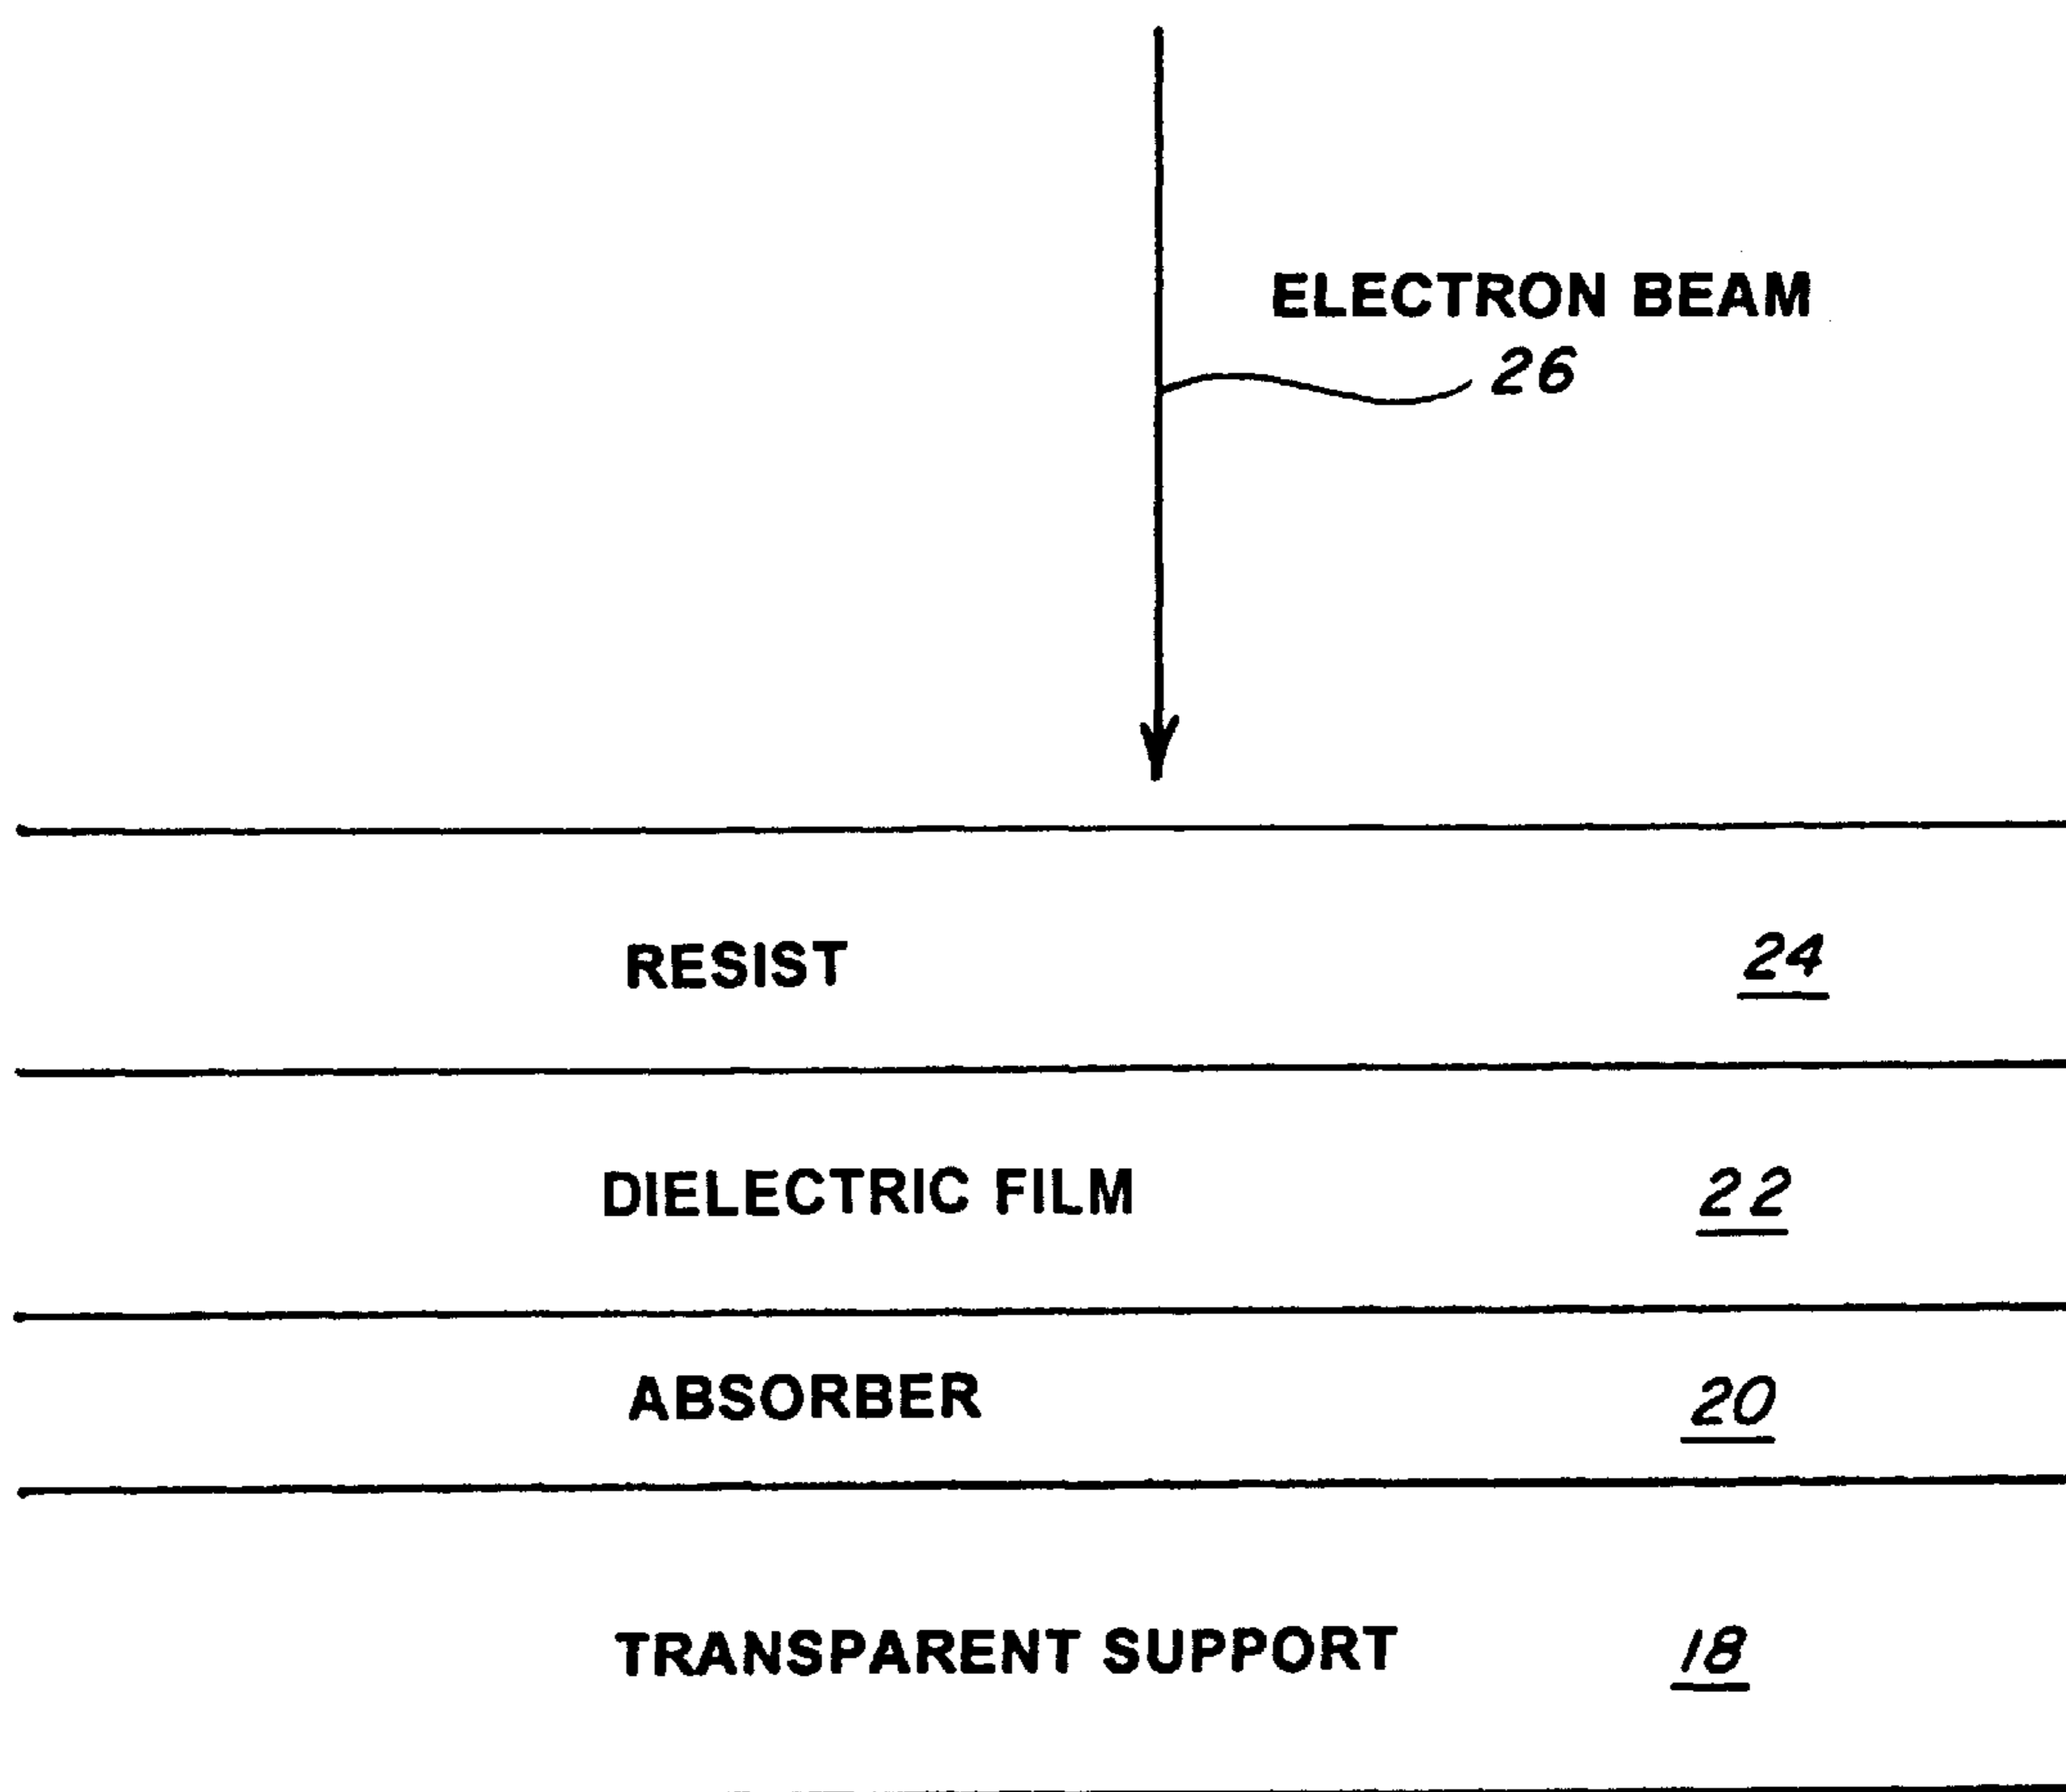 ELECTRON BEAM
26
RESIST 24
DIELECTRIC FILM 22
ABSORBER 20
TRANSPARENT SUPPORT 18